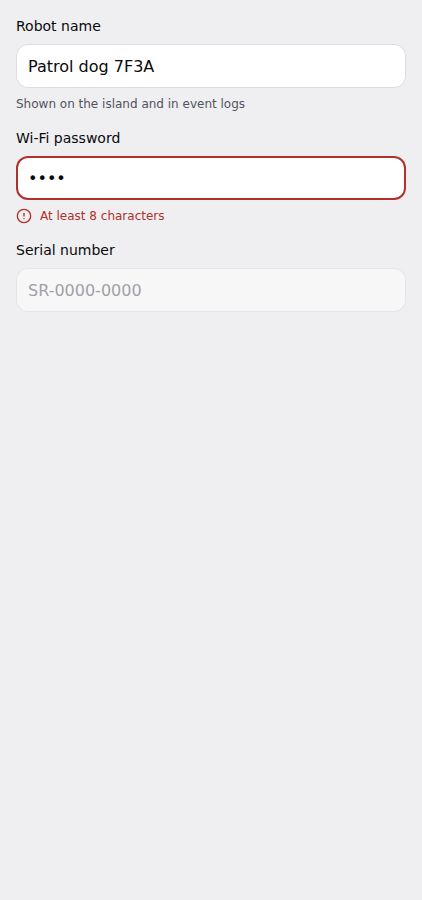 Robot name
Patrol dog 7F3A
Shown on the island and in event logs
Wi-Fi password
••••
At least 8 characters
Serial number
SR-0000-0000